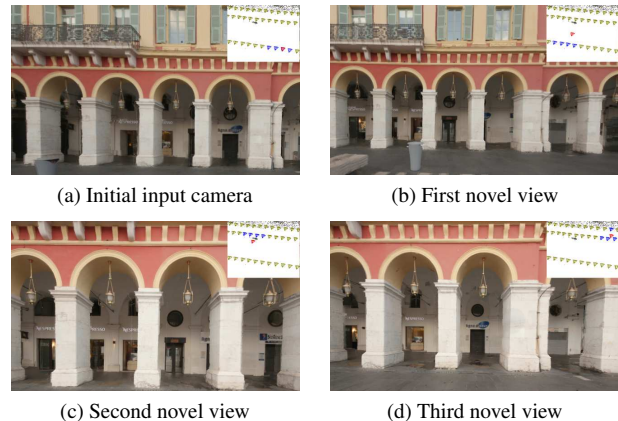 (a) Initial input camera
(b) First novel view
(c) Second novel view
(d) Third novel view